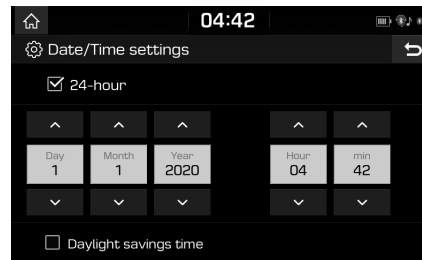 04:42
Date/Time settings
24-hour
Day Month Year Hour min
1 1 2020 04 42
Daylight savings time